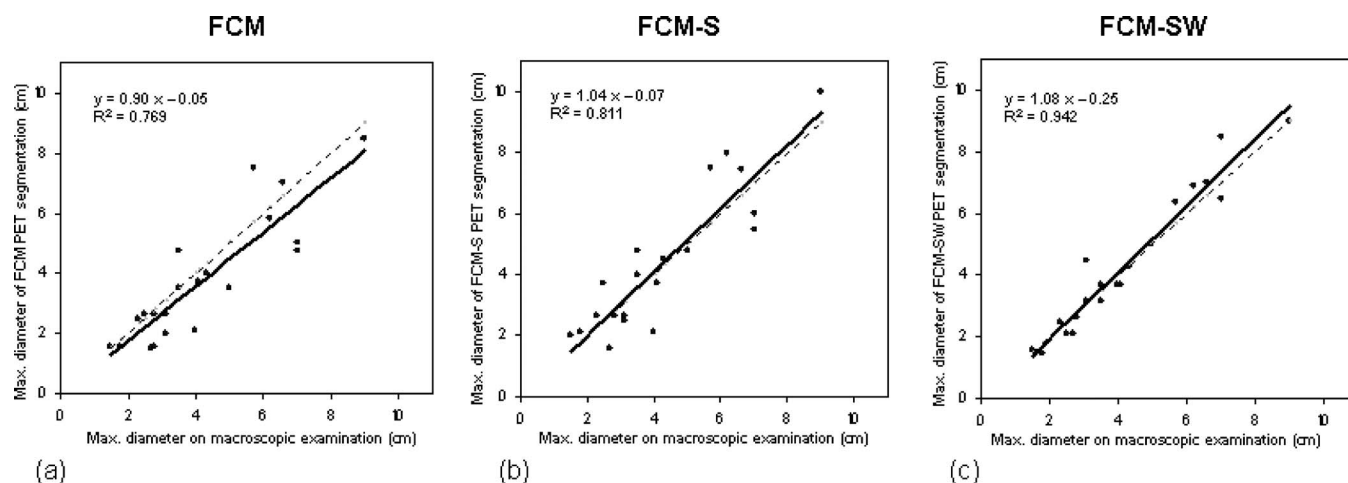 FCM
FCM-S
FCM-SW
Max. diameter of FCM PET segmentation (cm)
10
8
6
4
2
0
y = 0.90 x – 0.05
R² = 0.769
0
2
4
6
8
10
Max. diameter on macroscopic examination (cm)
(a)
Max. diameter of FCM-S PET segmentation (cm)
10
8
6
4
2
0
y = 1.04 x – 0.07
R² = 0.811
0
2
4
6
8
10
Max. diameter on macroscopic examination (cm)
(b)
Max. diameter of FCM-SW PET segmentation (cm)
10
8
6
4
2
0
y = 1.08 x – 0.25
R² = 0.942
0
2
4
6
8
10
Max. diameter on macroscopic examination (cm)
(c)